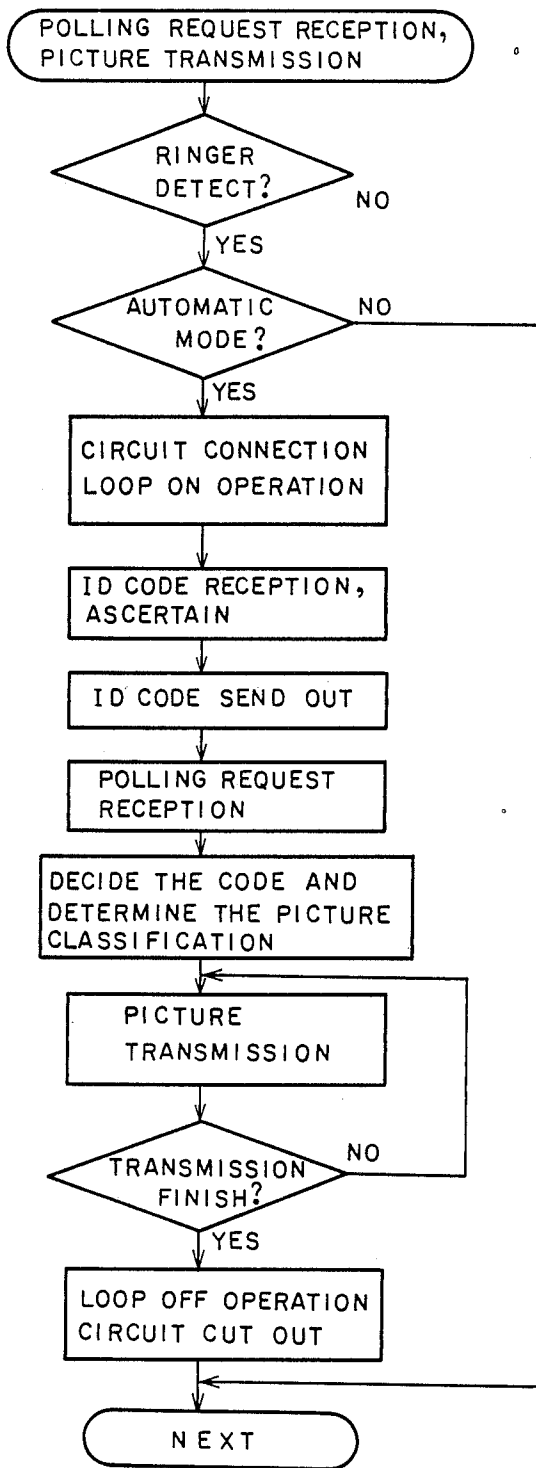 POLLING REQUEST RECEPTION,
PICTURE TRANSMISSION
RINGER
DETECT?
NO
YES
AUTOMATIC
MODE?
NO
YES
CIRCUIT CONNECTION
LOOP ON OPERATION
ID CODE RECEPTION,
ASCERTAIN
ID CODE SEND OUT
POLLING REQUEST
RECEPTION
DECIDE THE CODE AND
DETERMINE THE PICTURE
CLASSIFICATION
PICTURE
TRANSMISSION
TRANSMISSION
FINISH?
NO
YES
LOOP OFF OPERATION
CIRCUIT CUT OUT
NEXT